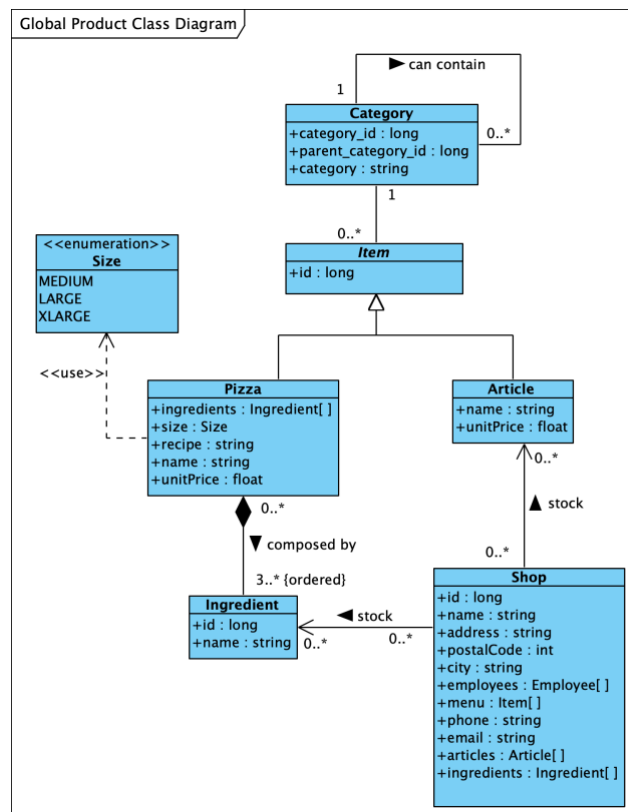 Global Product Class Diagram
can contain
1
0..*
Category
+category_id : long
+parent_category_id : long
+category : string
1
0..*
<<enumeration>>
Size
MEDIUM
LARGE
XLARGE
Item
+id : long
<<use>>
Pizza
+ingredients : Ingredient[ ]
+size : Size
+recipe : string
+name : string
+unitPrice : float
Article
+name : string
+unitPrice : float
0..*
0..*
stock
composed by
0..*
3..* {ordered}
Ingredient
+id : long
+name : string
stock
0..*
0..*
Shop
+id : long
+name : string
+address : string
+postalCode : int
+city : string
+employees : Employee[ ]
+menu : Item[ ]
+phone : string
+email : string
+articles : Article[ ]
+ingredients : Ingredient[ ]